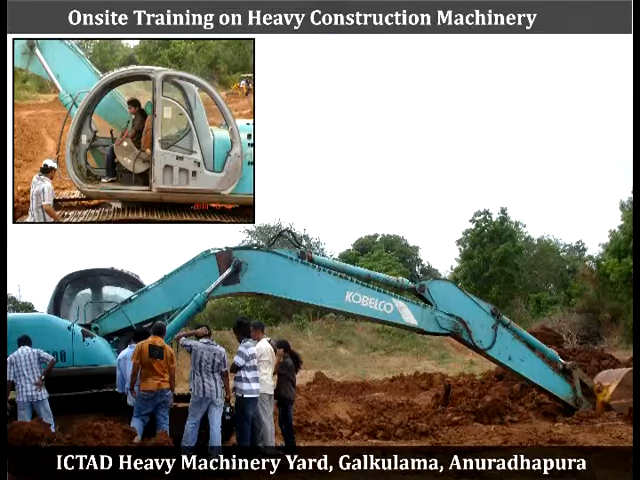 Onsite Training on Heavy Construction Machinery
KOBELCO
ICTAD Heavy Machinery Yard, Galkulama, Anuradhapura